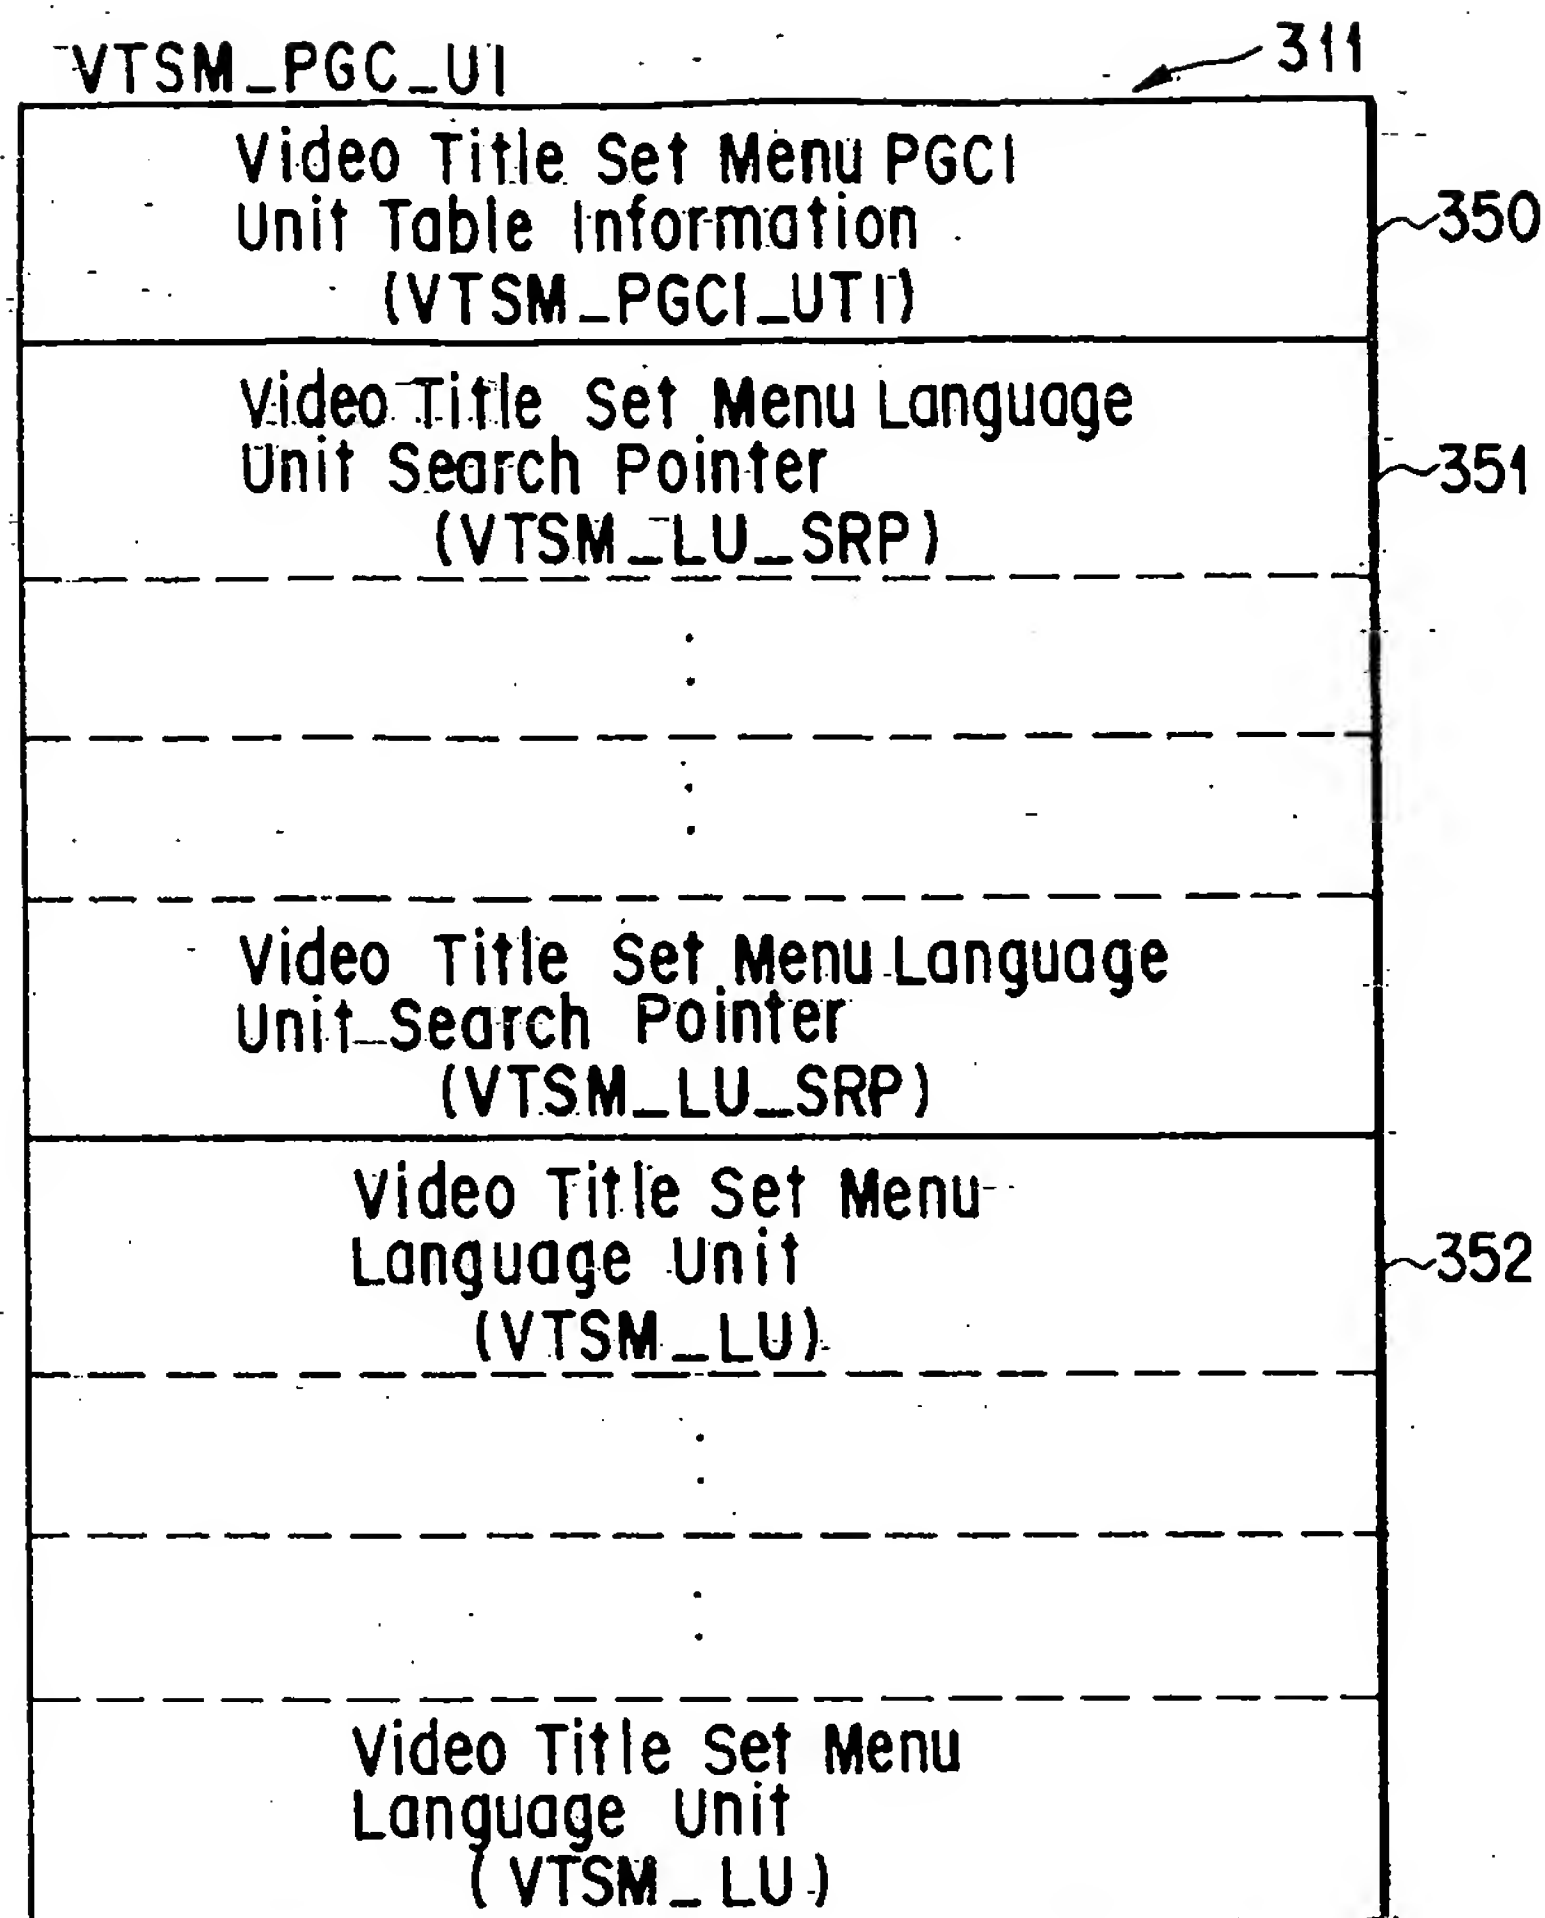 VTSM_PGC_UI
311
Video Title Set Menu PGCI
Unit Table Information
(VTSM_PGCI_UTI)
350
Video Title Set Menu Language
Unit Search Pointer
(VTSM_LU_SRP)
351
Video Title Set Menu Language
Unit Search Pointer
(VTSM_LU_SRP)
Video Title Set Menu
Language Unit
(VTSM_LU)
352
Video Title Set Menu
Language Unit
(VTSM_LU)